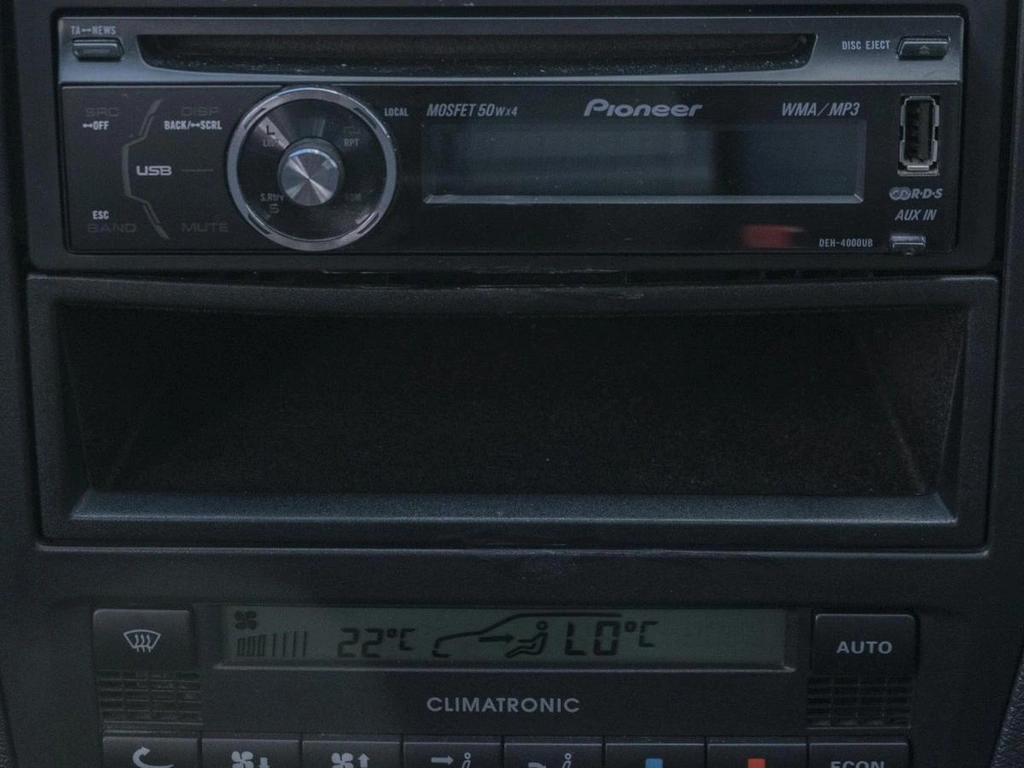 TA NEWS
DISC EJECT
SRC
OFF
DISP
BACK/ SCRL
LOCAL
MOSFET 50Wx4
Pioneer
WMA/MP3
RPT
USB
S.Rtrv
R·D·S
ESC
BAND
MUTE
AUX IN
DEH-4000UB
22°C
LO°C
AUTO
CLIMATRONIC
ECON